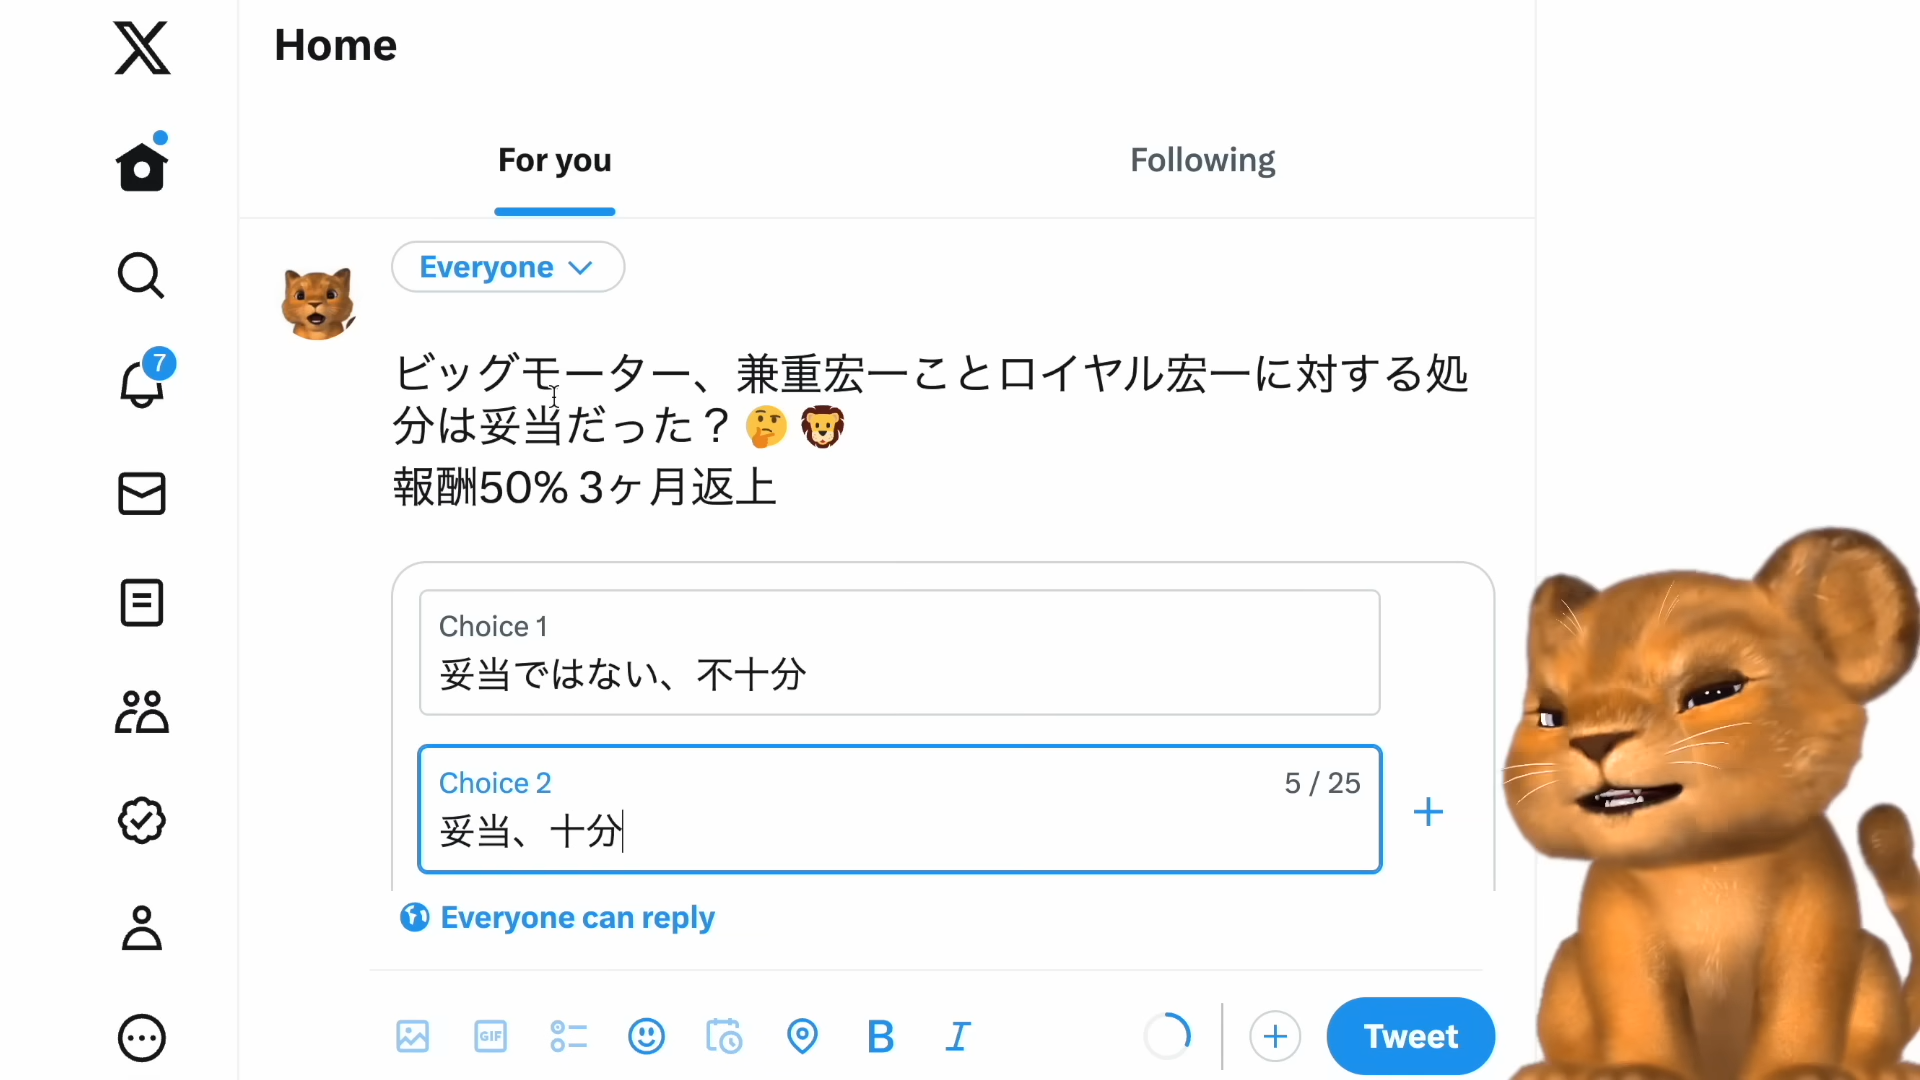 Home
For you
Following
Everyone
ビッグモーター、兼重宏一ことロイヤル宏一に対する処
分は妥当だった？🤔🦁
報酬50% 3ヶ月返上
Choice 1
妥当ではない、不十分
Choice 2
5 / 25
妥当、十分
Everyone can reply
7
GIF
B
I
Tweet